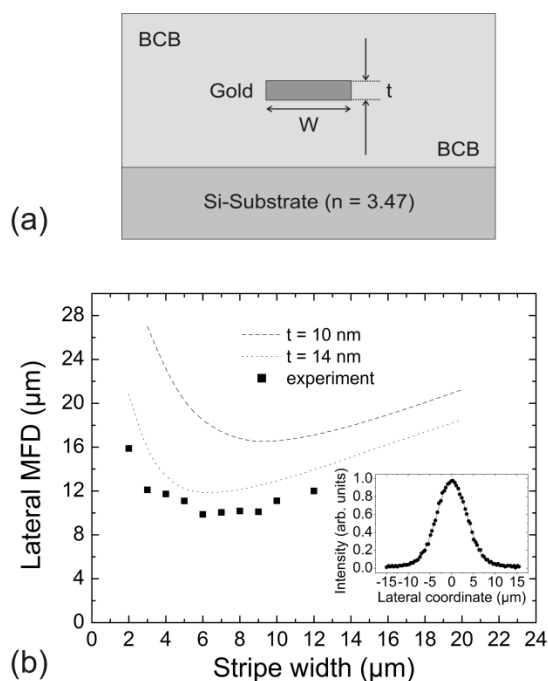 BCB
Gold
t
W
BCB
Si-Substrate (n = 3.47)
(a)
28
24
20
16
12
8
4
0
Lateral MFD (μm)
t = 10 nm
t = 14 nm
experiment
Intensity (arb. units)
1.0
0.8
0.6
0.4
0.2
0.0
-15 -10 -5 0 5 10 15
Lateral coordinate (μm)
0 2 4 6 8 10 12 14 16 18 20 22 24
Stripe width (μm)
(b)